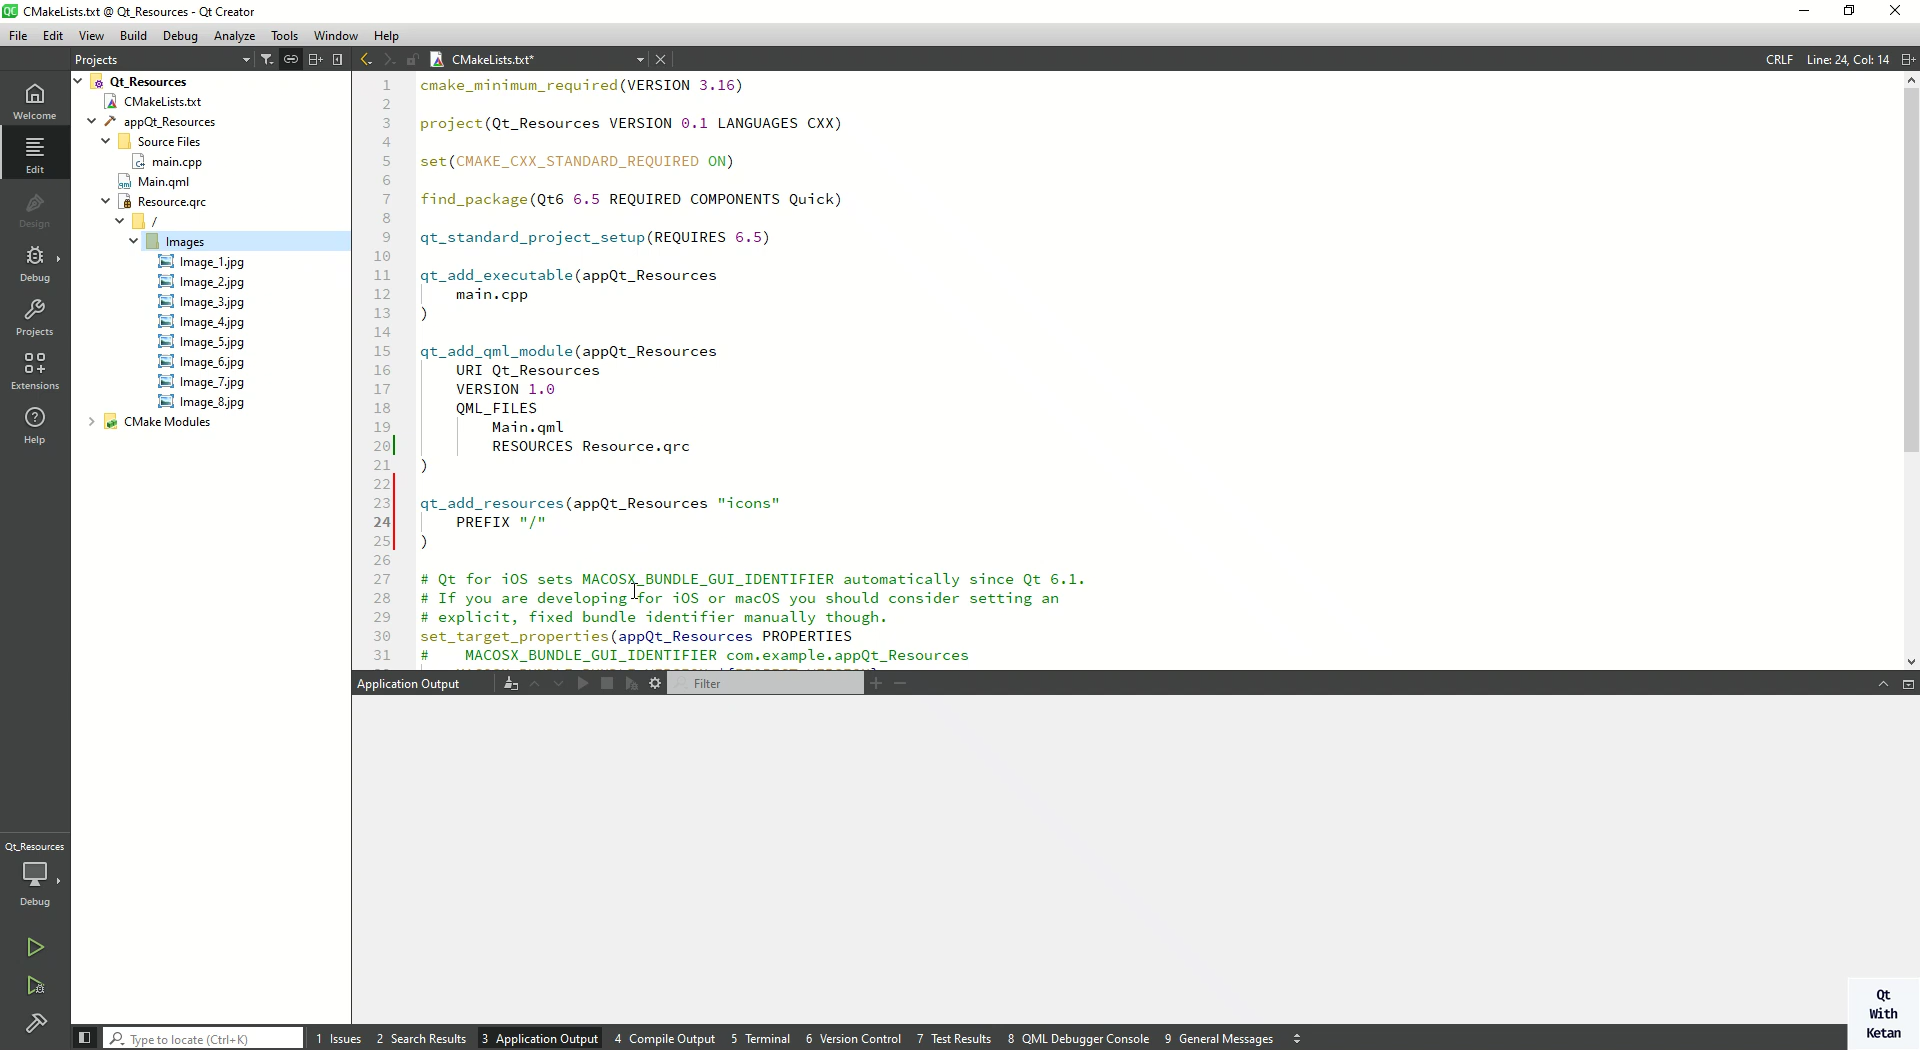 CMakeLists.txt @ Qt_Resources - Qt Creator
File Edit View Build Debug Analyze Tools Window Help
Projects
CMakeLists.txt*
CRLF Line: 24, Col: 14
Welcome
Edit
Design
Debug
Projects
Extensions
Help
Qt_Resources
CMakeLists.txt
appQt_Resources
Source Files
main.cpp
Main.qml
Resource.qrc
/
Images
Image_1.jpg
Image_2.jpg
Image_3.jpg
Image_4.jpg
Image_5.jpg
Image_6.jpg
Image_7.jpg
Image_8.jpg
CMake Modules
1 cmake_minimum_required(VERSION 3.16)
2
3 project(Qt_Resources VERSION 0.1 LANGUAGES CXX)
4
5 set(CMAKE_CXX_STANDARD_REQUIRED ON)
6
7 find_package(Qt6 6.5 REQUIRED COMPONENTS Quick)
8
9 qt_standard_project_setup(REQUIRES 6.5)
10
11 qt_add_executable(appQt_Resources
12 main.cpp
13 )
14
15 qt_add_qml_module(appQt_Resources
16 URI Qt_Resources
17 VERSION 1.0
18 QML_FILES
19 Main.qml
20 RESOURCES Resource.qrc
21 )
22
23 qt_add_resources(appQt_Resources "icons"
24 PREFIX "/"
25 )
26
27 # Qt for iOS sets MACOSX_BUNDLE_GUI_IDENTIFIER automatically since Qt 6.1.
28 # If you are developing for iOS or macOS you should consider setting an
29 # explicit, fixed bundle identifier manually though.
30 set_target_properties(appQt_Resources PROPERTIES
31 # MACOSX_BUNDLE_GUI_IDENTIFIER com.example.appQt_Resources
Application Output
Filter
Qt_Resources
Debug
Type to locate (Ctrl+K)
1 Issues 2 Search Results 3 Application Output 4 Compile Output 5 Terminal 6 Version Control 7 Test Results 8 QML Debugger Console 9 General Messages
Qt
With
Ketan